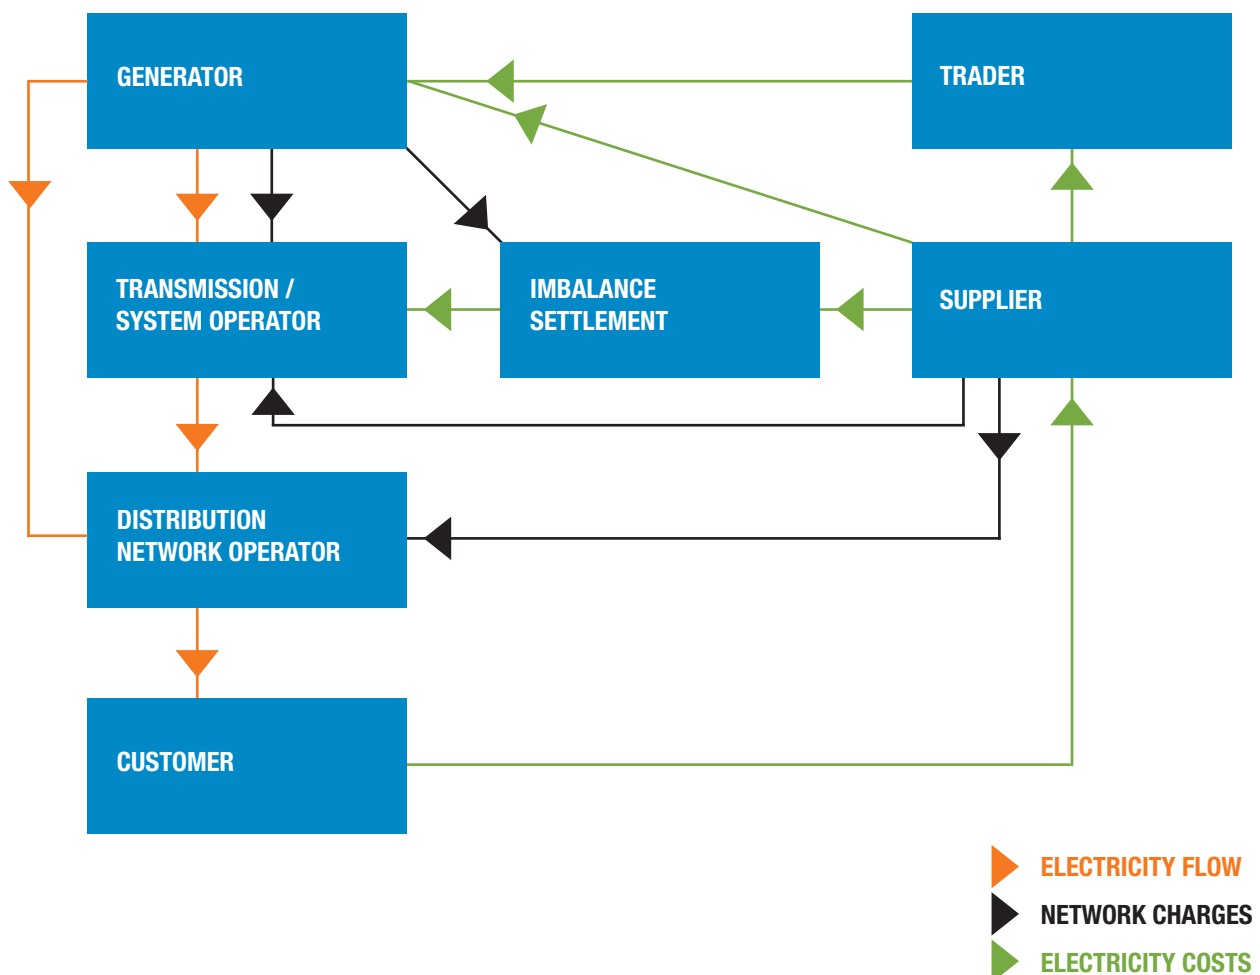 GENERATOR
TRADER
TRANSMISSION /
SYSTEM OPERATOR
IMBALANCE
SETTLEMENT
SUPPLIER
DISTRIBUTION
NETWORK OPERATOR
CUSTOMER
ELECTRICITY FLOW
NETWORK CHARGES
ELECTRICITY COSTS